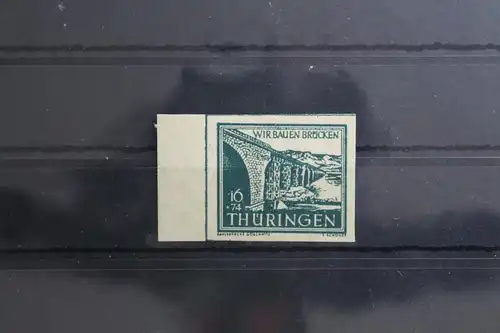 WIR BAUEN BRÜCKEN
16
+74
THÜRINGEN